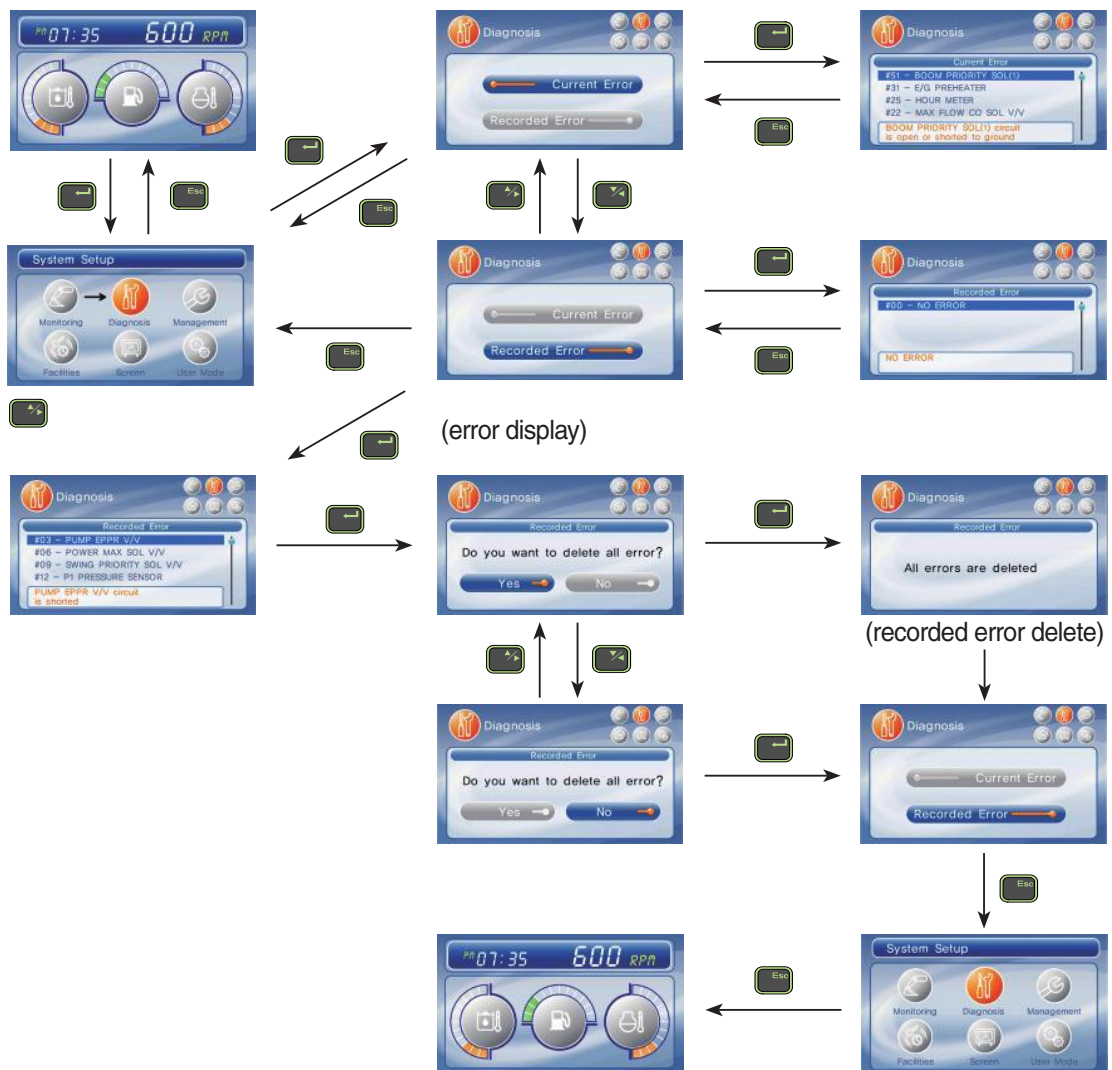 PM 07:35 600 RPM
Diagnosis
Current Error
Recorded Error
Diagnosis
Current Error
#51 - BOOM PRIORITY SOL(1)
#31 - E/G PREHEATER
#25 - HOUR METER
#22 - MAX FLOW CO SOL V/V
BOOM PRIORITY SOL(1) circuit
is open or shorted to ground
Esc
Esc
Esc
System Setup
Monitoring Diagnosis Management
Facilities Screen User Mode
Diagnosis
Current Error
Recorded Error
Diagnosis
Recorded Error
#00 - NO ERROR
NO ERROR
Esc
Esc
(error display)
Diagnosis
Recorded Error
#03 - PUMP EPPR V/V
#06 - POWER MAX SOL V/V
#09 - SWING PRIORITY SOL V/V
#12 - P1 PRESSURE SENSOR
PUMP EPPR V/V circuit
is shorted
Diagnosis
Recorded Error
Do you want to delete all error?
Yes No
Diagnosis
Recorded Error
All errors are deleted
(recorded error delete)
Diagnosis
Recorded Error
Do you want to delete all error?
Yes No
Diagnosis
Current Error
Recorded Error
Esc
PM 07:35 600 RPM
Esc
System Setup
Monitoring Diagnosis Management
Facilities Screen User Mode